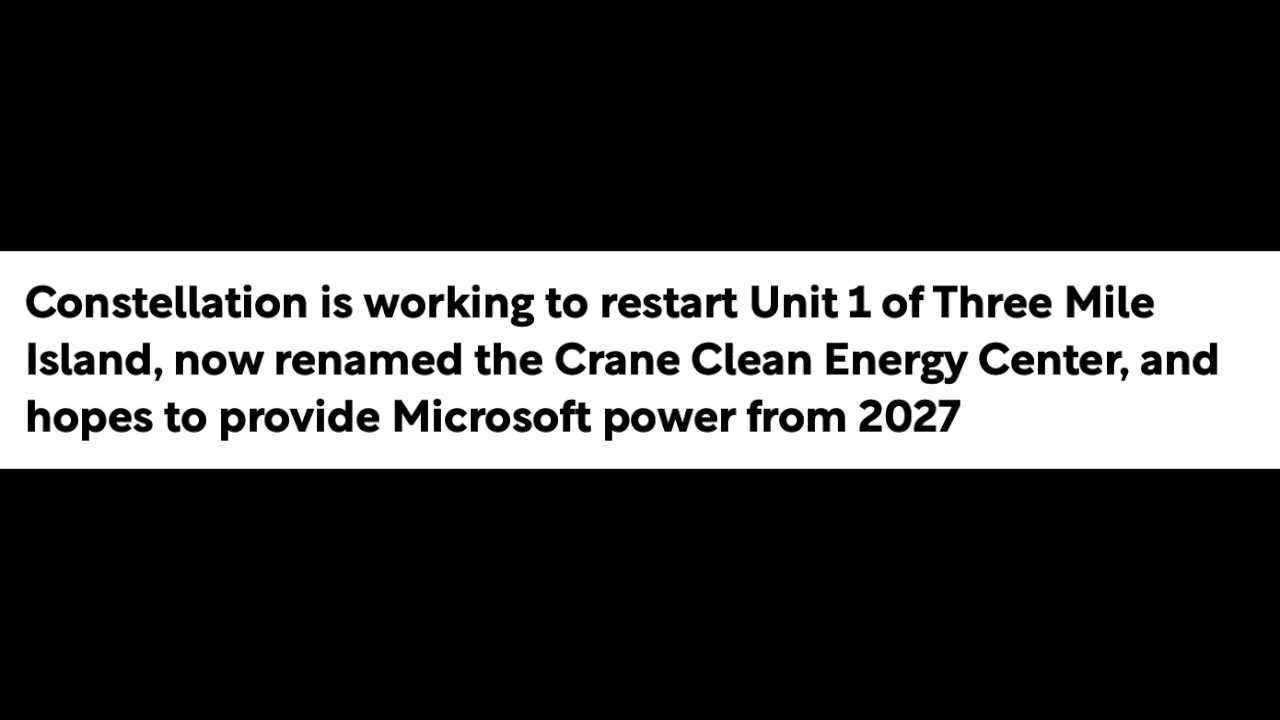 Constellation is working to restart Unit 1 of Three Mile
Island, now renamed the Crane Clean Energy Center, and
hopes to provide Microsoft power from 2027